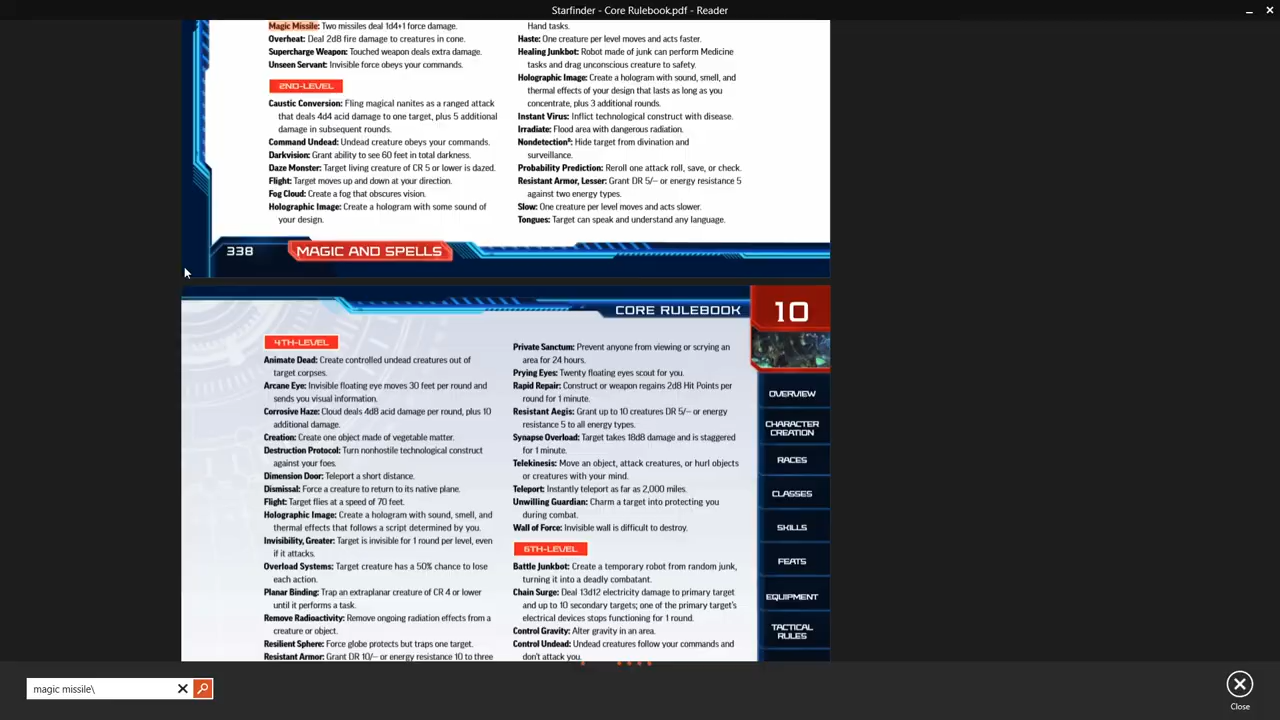 Starfinder - Core Rulebook.pdf - Reader
Magic Missile: Two missiles deal 1d4+1 force damage.
Overheat: Deal 2d8 fire damage to creatures in cone.
Supercharge Weapon: Touched weapon deals extra damage.
Unseen Servant: Invisible force obeys your commands.
2ND-LEVEL
Caustic Conversion: Fling magical nanites as a ranged attack
that deals 4d4 acid damage to one target, plus 5 additional
damage in subsequent rounds.
Command Undead: Undead creature obeys your commands.
Darkvision: Grant ability to see 60 feet in total darkness.
Daze Monster: Target living creature of CR 5 or lower is dazed.
Flight: Target moves up and down at your direction.
Fog Cloud: Create a fog that obscures vision.
Holographic Image: Create a hologram with some sound of
your design.
Hand tasks.
Haste: One creature per level moves and acts faster.
Healing Junkbot: Robot made of junk can perform Medicine
tasks and drag unconscious creature to safety.
Holographic Image: Create a hologram with sound, smell, and
thermal effects of your design that lasts as long as you
concentrate, plus 3 additional rounds.
Instant Virus: Inflict technological construct with disease.
Irradiate: Flood area with dangerous radiation.
Nondetection: Hide target from divination and
surveillance.
Probability Prediction: Reroll one attack roll, save, or check.
Resistant Armor, Lesser: Grant DR 5/— or energy resistance 5
against two energy types.
Slow: One creature per level moves and acts slower.
Tongues: Target can speak and understand any language.
338
MAGIC AND SPELLS
CORE RULEBOOK
10
4TH-LEVEL
Animate Dead: Create controlled undead creatures out of
target corpses.
Arcane Eye: Invisible floating eye moves 30 feet per round and
sends you visual information.
Corrosive Haze: Cloud deals 4d8 acid damage per round, plus 10
additional damage.
Creation: Create one object made of vegetable matter.
Destruction Protocol: Turn nonhostile technological construct
against your foes.
Dimension Door: Teleport a short distance.
Dismissal: Force a creature to return to its native plane.
Flight: Target flies at a speed of 70 feet.
Holographic Image: Create a hologram with sound, smell, and
thermal effects that follows a script determined by you.
Invisibility, Greater: Target is invisible for 1 round per level, even
if it attacks.
Overload Systems: Target creature has a 50% chance to lose
each action.
Planar Binding: Trap an extraplanar creature of CR 4 or lower
until it performs a task.
Remove Radioactivity: Remove ongoing radiation effects from a
creature or object.
Resilient Sphere: Force globe protects but traps one target.
Resistant Armor: Grant DR 10/— or energy resistance 10 to three
Private Sanctum: Prevent anyone from viewing or scrying an
area for 24 hours.
Prying Eyes: Twenty floating eyes scout for you.
Rapid Repair: Construct or weapon regains 2d8 Hit Points per
round for 1 minute.
Resistant Aegis: Grant up to 10 creatures DR 5/— or energy
resistance 5 to all energy types.
Synapse Overload: Target takes 18d8 damage and is staggered
for 1 minute.
Telekinesis: Move an object, attack creatures, or hurl objects
or creatures with your mind.
Teleport: Instantly teleport as far as 2,000 miles.
Unwilling Guardian: Charm a target into protecting you
during combat.
Wall of Force: Invisible wall is difficult to destroy.
6TH-LEVEL
Battle Junkbot: Create a temporary robot from random junk,
turning it into a deadly combatant.
Chain Surge: Deal 13d12 electricity damage to primary target
and up to 10 secondary targets; one of the primary target's
electrical devices stops functioning for 1 round.
Control Gravity: Alter gravity in an area.
Control Undead: Undead creatures follow your commands and
don't attack you.
OVERVIEW
CHARACTER
CREATION
RACES
CLASSES
SKILLS
FEATS
EQUIPMENT
TACTICAL
RULES
magic missile\
Close